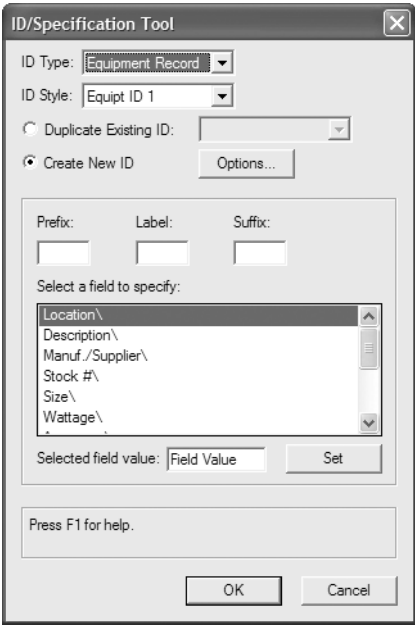 ID/Specification Tool
ID Type: Equipment Record
ID Style: Equipt ID 1
Duplicate Existing ID:
Create New ID Options...
Prefix: Label: Suffix:
Select a field to specify:
Location\
Description\
Manuf./Supplier\
Stock #\
Size\
Wattage\
Selected field value: Field Value Set
Press F1 for help.
OK Cancel